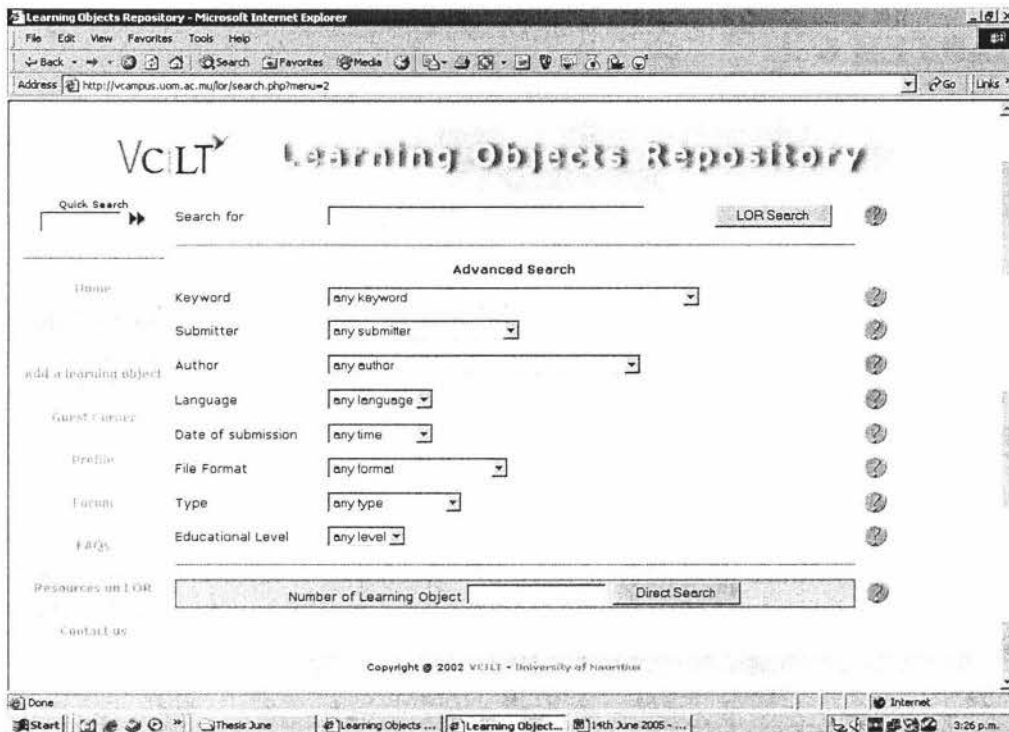 Learning Objects Repository - Microsoft Internet Explorer
File Edit View Favorites Tools Help
Back Search Favorites Media
Address http://vcampus.uom.ac.mu/lor/search.php?menu=2 Go Links
VCILT Learning Objects Repository
Quick Search
Search for LOR Search
Advanced Search
Home
Keyword any keyword
Submitter any submitter
add a learning object
Author any author
Language any language
Guest Corner
Date of submission any time
Profile
File Format any format
Forum
Type any type
FAQs
Educational Level any level
Resources on LOR
Number of Learning Object Direct Search
Contact us
Copyright @ 2002 VCILT - University of Mauritius
Done Internet
Start Thesis June Learning Objects ... Learning Object... 14th June 2005 - ... 3:26 p.m.